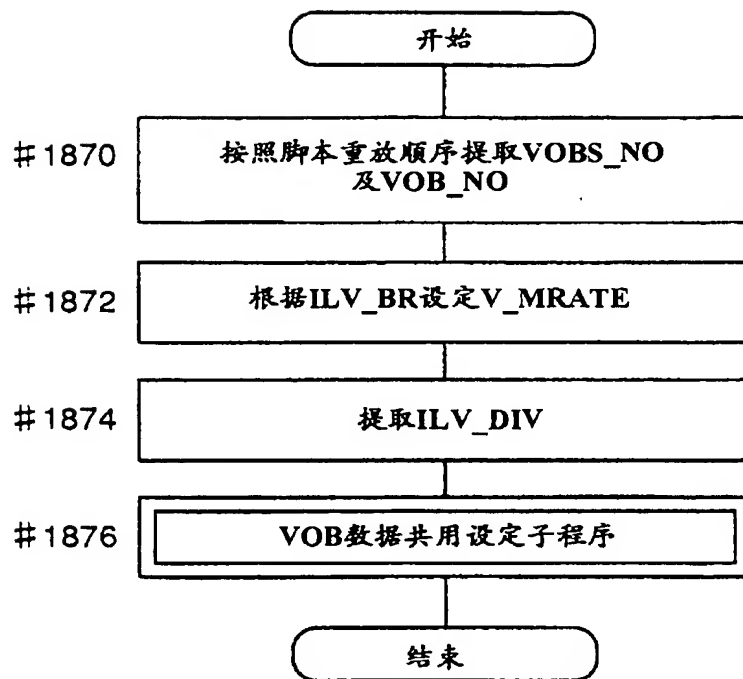 开始
#1870
按照脚本重放顺序提取VOBS_NO
及VOB_NO
#1872
根据ILV_BR设定V_MRATE
#1874
提取ILV_DIV
#1876
VOB数据共用设定子程序
结束